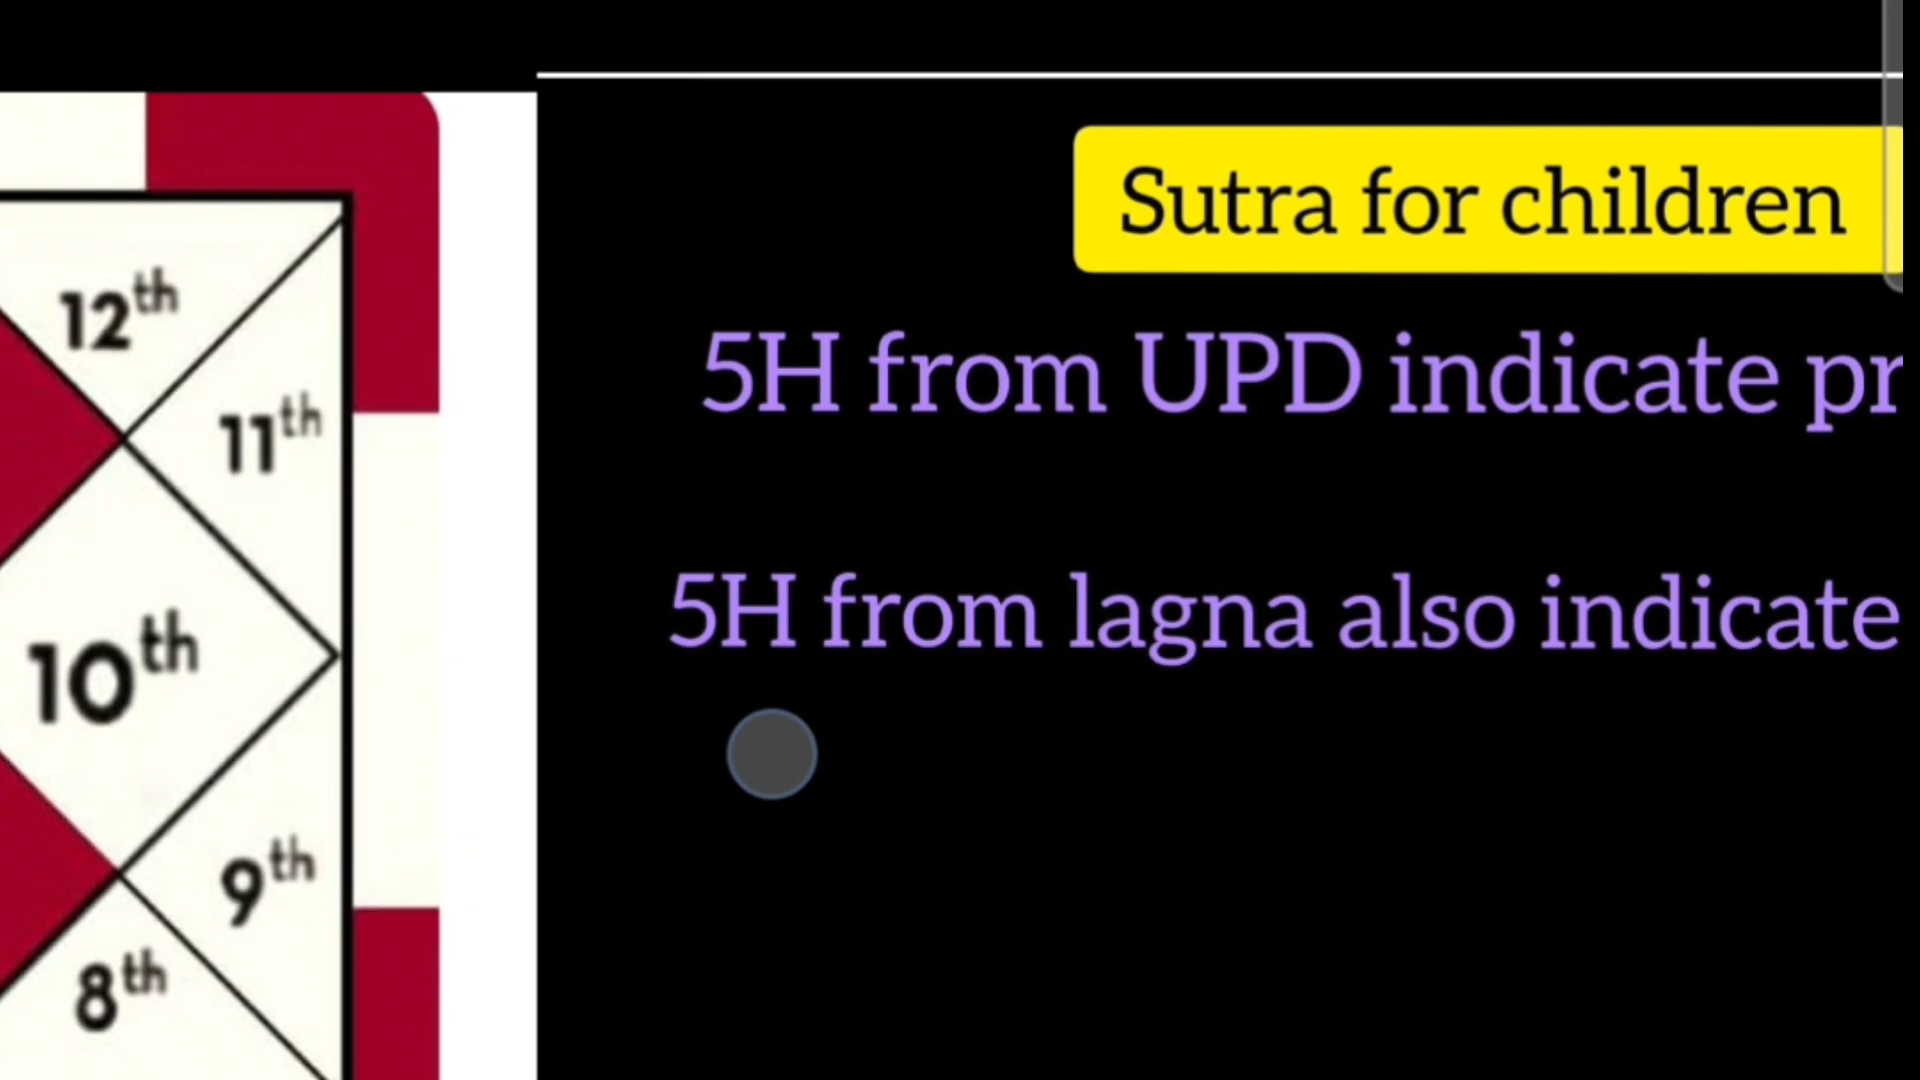 12th
11th
10th
9th
8th
Sutra for children
5H from UPD indicate pr
5H from lagna also indicate